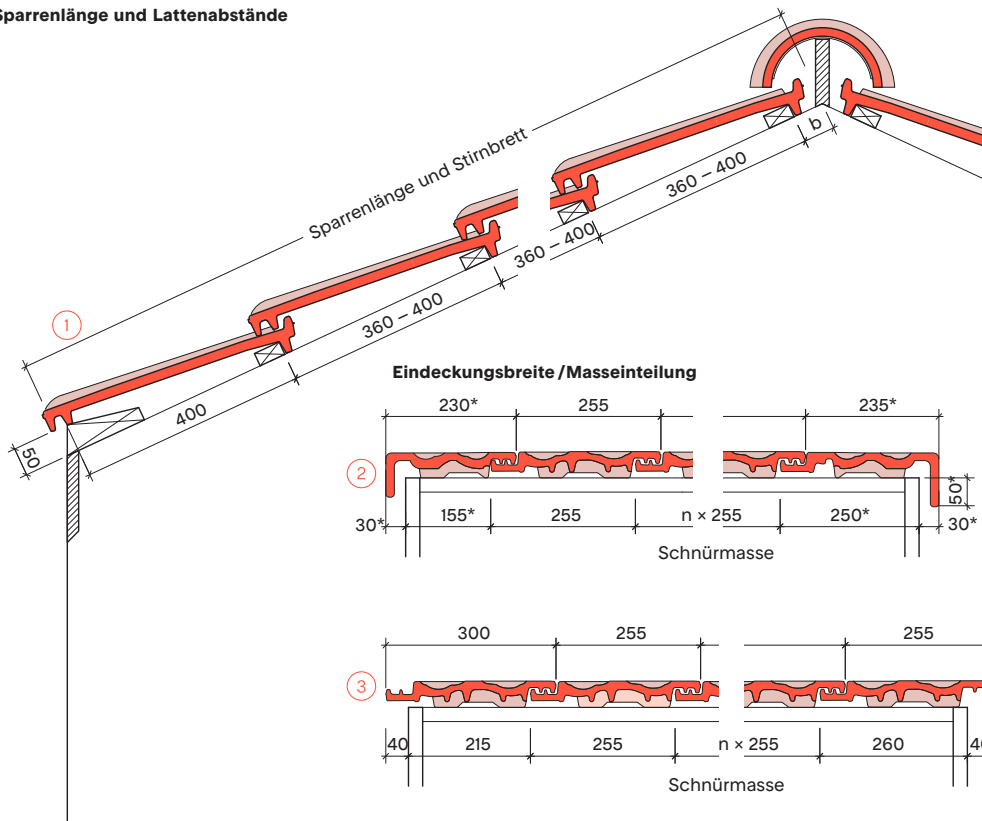 Sparrenlänge und Lattenabstände
Sparrenlänge und Stirnbrett
b
360 – 400
360 – 400
360 – 400
400
50
1
Eindeckungsbreite/Masseinteilung
230* 255 235*
2
50*
30* 155* 255 n × 255 250* 30*
Schnürmasse
300 255 255
3
40 215 255 n × 255 260
Schnürmasse